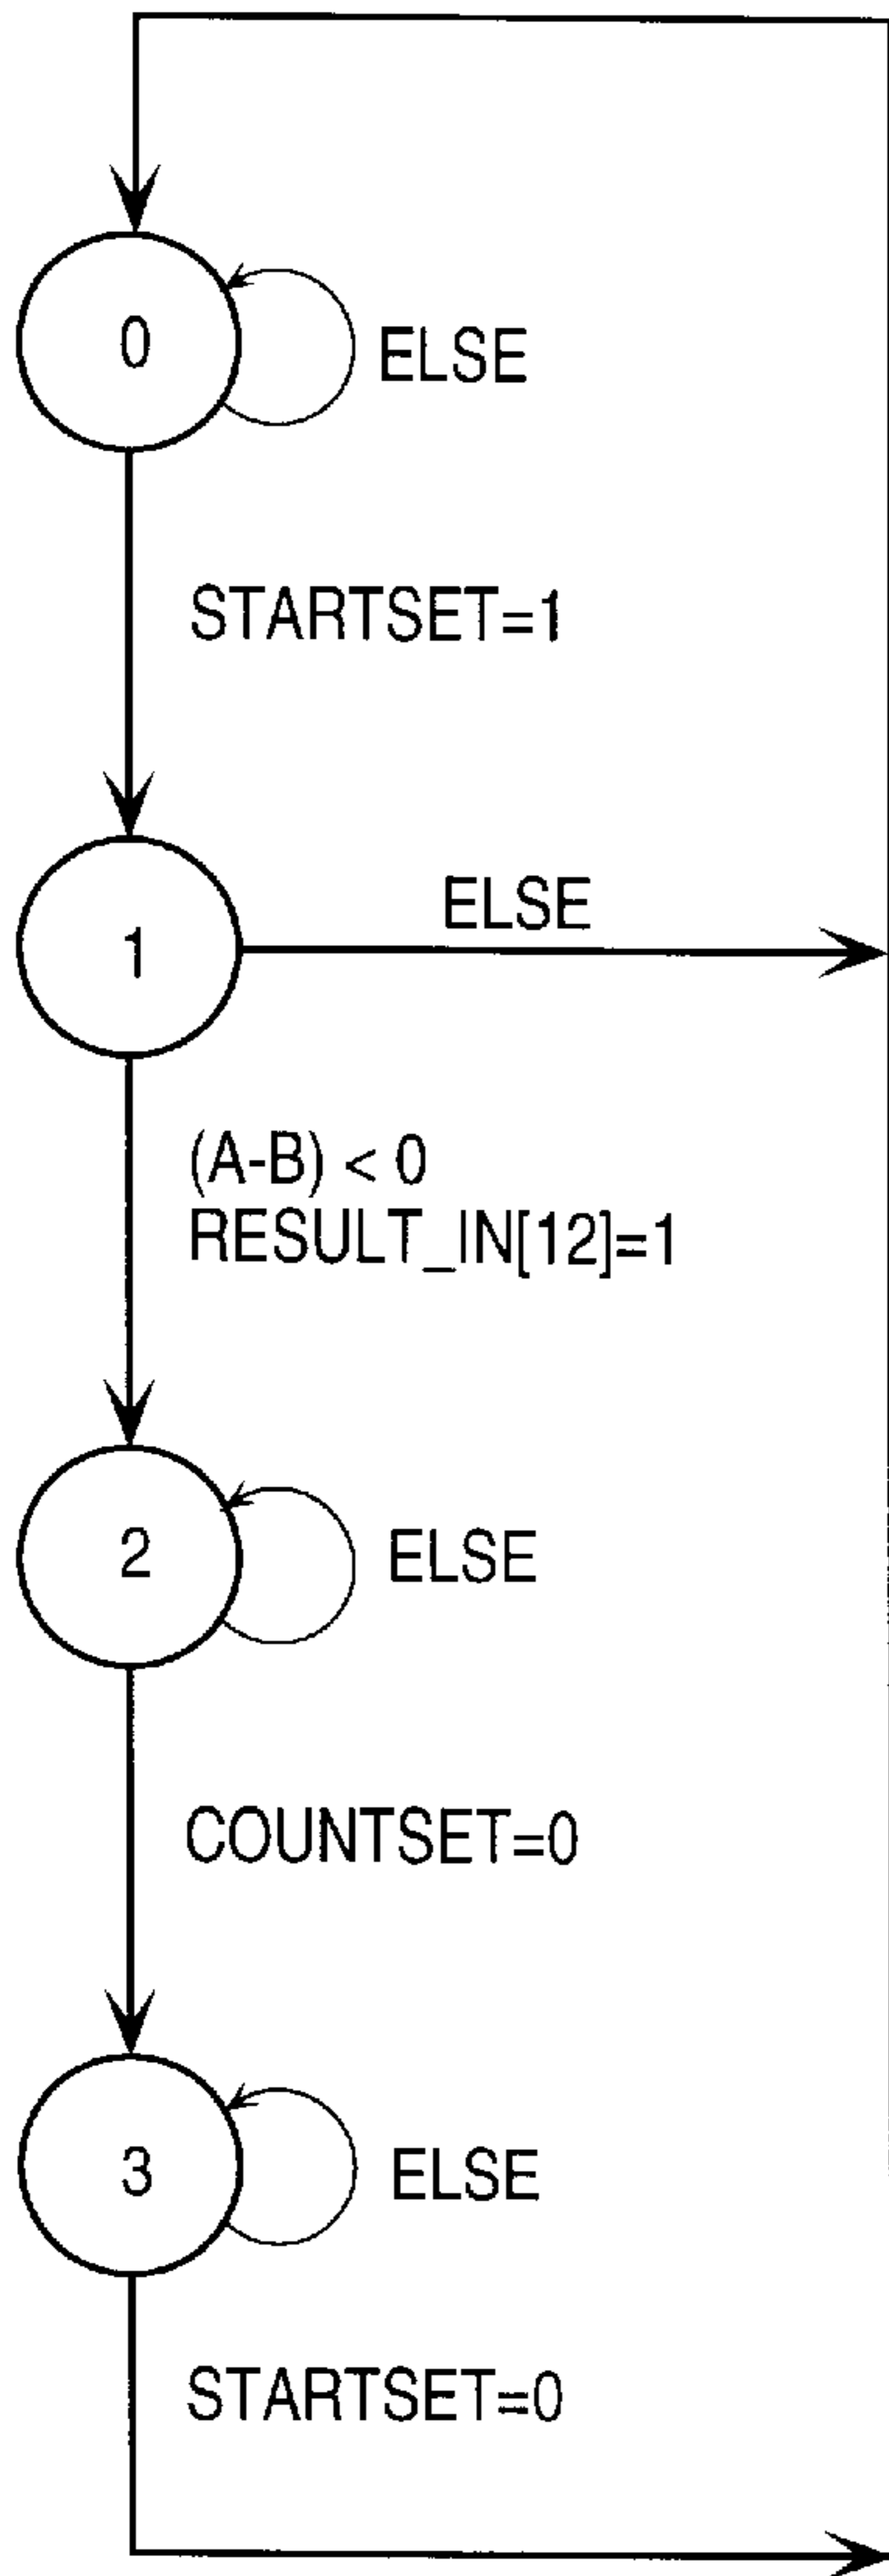 0
ELSE
STARTSET=1
1
ELSE
(A-B) < 0
RESULT_IN[12]=1
2
ELSE
COUNTSET=0
3
ELSE
STARTSET=0